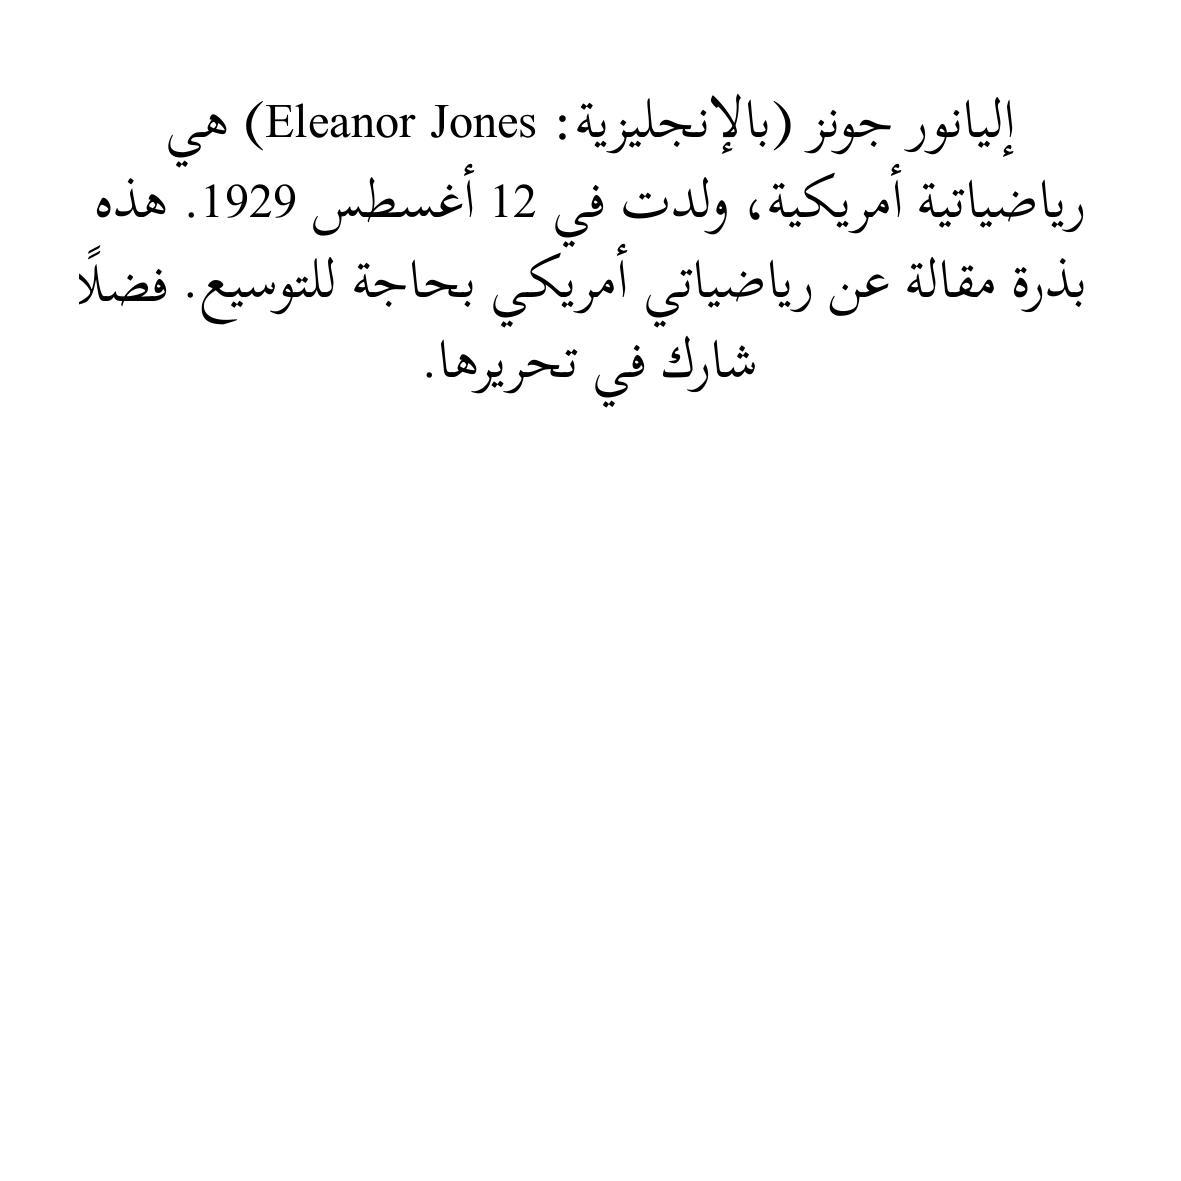 إليانور جونز (بالإنجليزية: Eleanor Jones) هي
رياضياتية أمريكية، ولدت في 12 أغسطس 1929. هذه
بذرة مقالة عن رياضياتي أمريكي بحاجة للتوسيع. فضلًا
شارك في تحريرها.